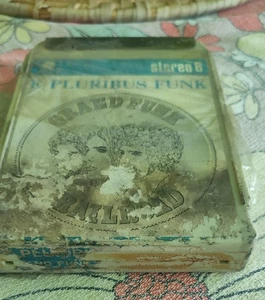 stereo 8
E PLURIBUS FUNK
GRAND FUNK
RAILROAD